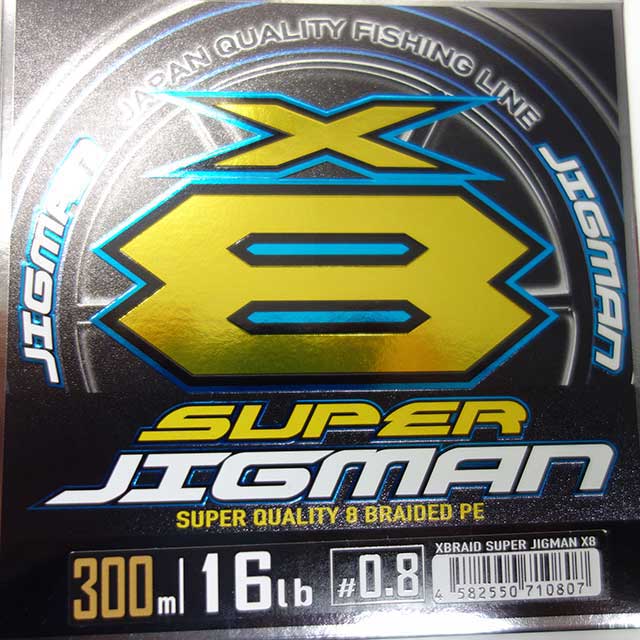 JAPAN QUALITY FISHING LINE
JIGMAN
X
8
JIGMAN
SUPER
JIGMAN
SUPER QUALITY 8 BRAIDED PE
300m 16lb #0.8
XBRAID SUPER JIGMAN X8
4 582550 710807